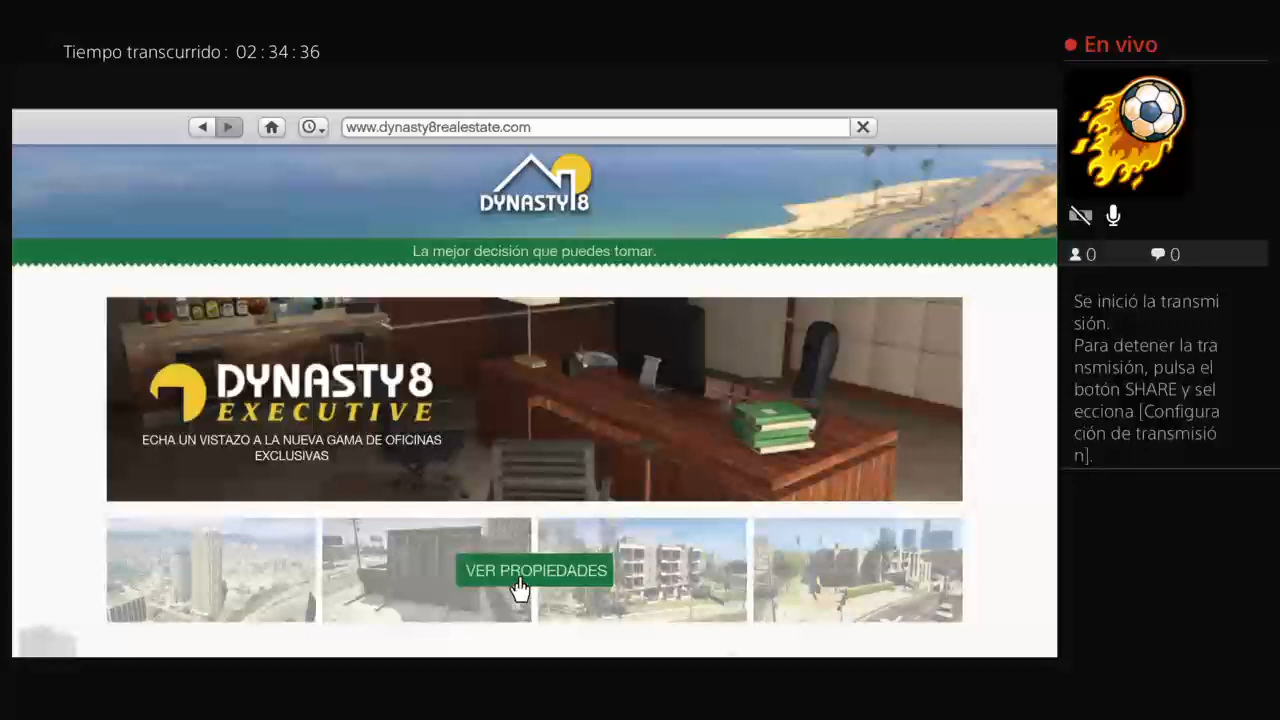 Tiempo transcurrido: 02:34:36
En vivo
www.dynasty8realestate.com
DYNASTY8
La mejor decisión que puedes tomar.
DYNASTY8
EXECUTIVE
ECHA UN VISTAZO A LA NUEVA GAMA DE OFICINAS
EXCLUSIVAS
VER PROPIEDADES
0
0
Se inició la transmi
sión.
Para detener la tra
nsmisión, pulsa el
botón SHARE y sel
ecciona [Configura
ción de transmisió
n].